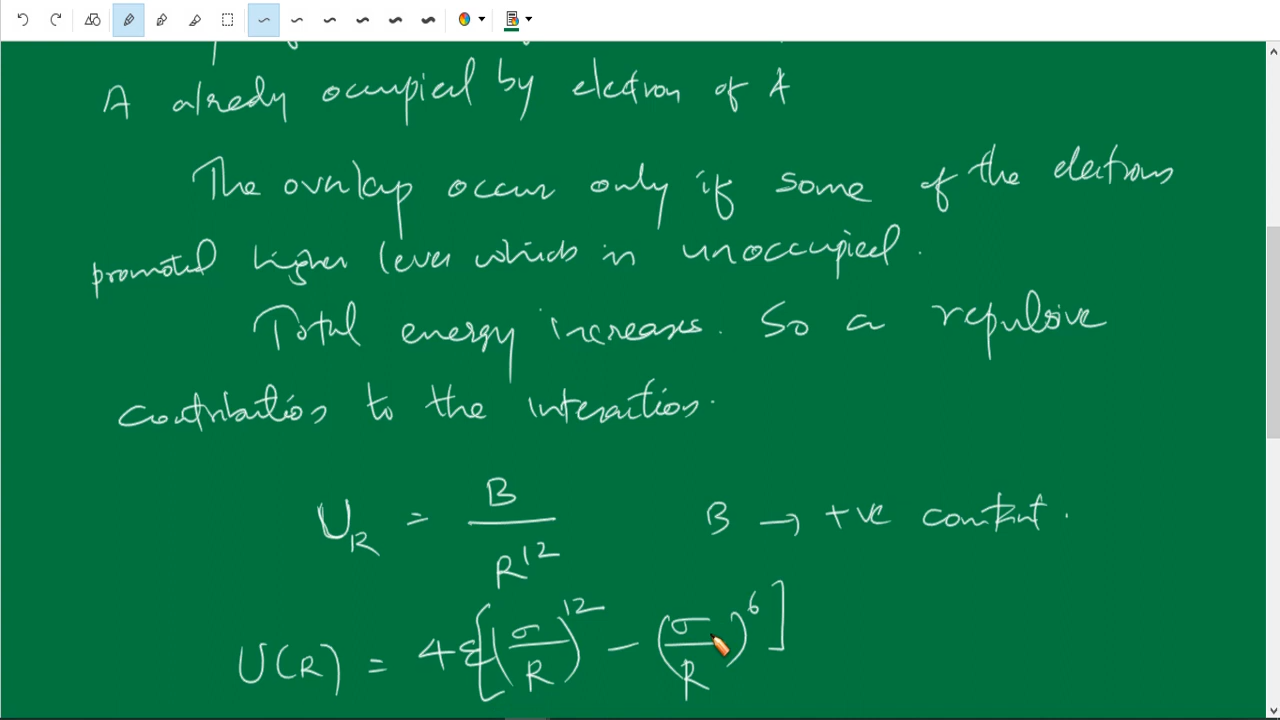 A already occupied by electron of A
The overlap occur only if some of the electrons
promoted higher level which is unoccupied.
Total energy increases. So a repulsive
contribution to the interaction.
U_R = B / R^12    B → +ve constant.
U(R) = 4ε[(σ/R)^12 − (σ/R)^6]